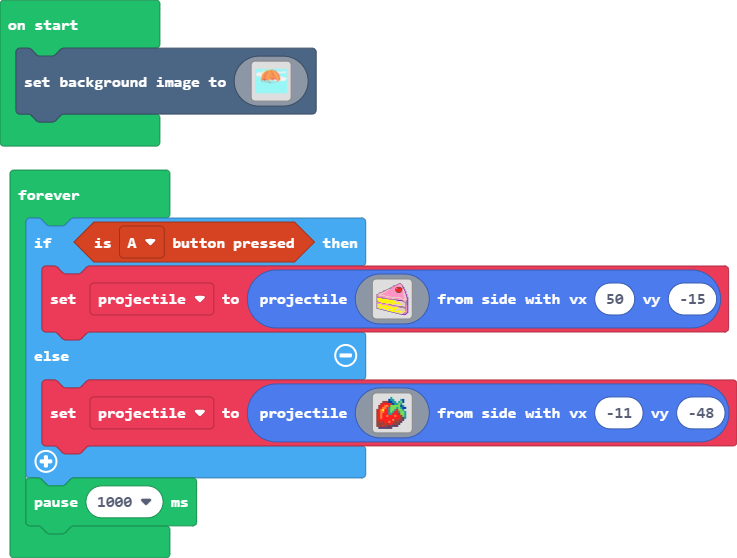 on start
set background image to
forever
if is A button pressed then
set projectile to projectile from side with vx 50 vy -15
else
set projectile to projectile from side with vx -11 vy -48
pause 1000 ms